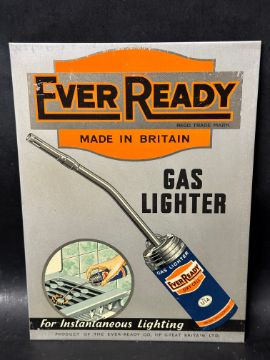 EVER READY
REGD TRADE MARK
MADE IN BRITAIN
GAS
LIGHTER
GAS LIGHTER
EVER READY
For Instantaneous Lighting
PRODUCT OF THE EVER-READY CO. OF GREAT BRITAIN LTD.